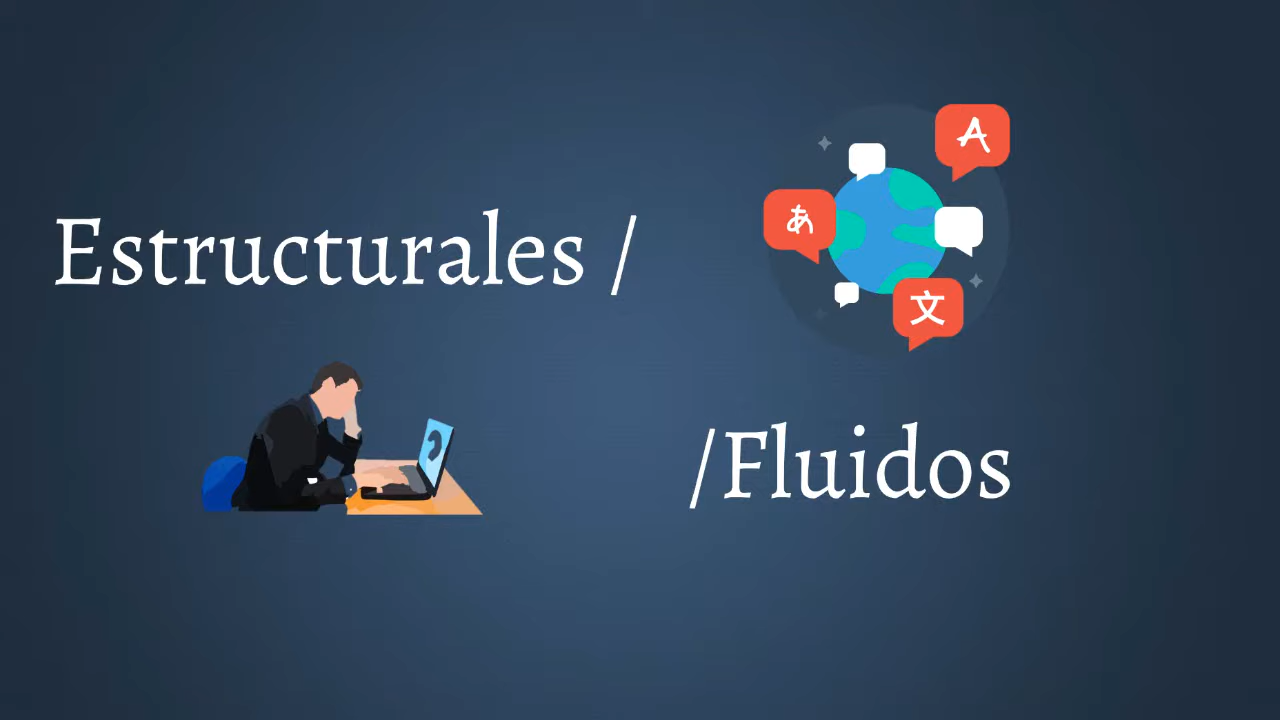 A
あ
Estructurales /
文
?
/Fluidos